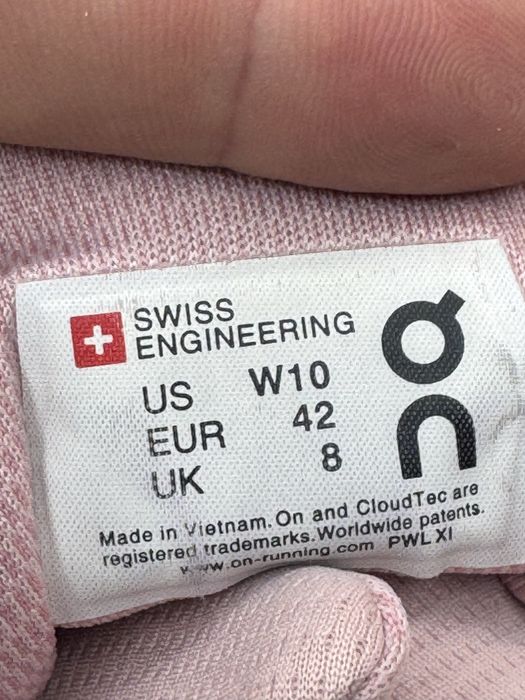 SWISS
ENGINEERING
US W10
EUR 42
UK 8
On
Made in Vietnam. On and CloudTec are
registered trademarks. Worldwide patents.
www.on-running.com PWL XI